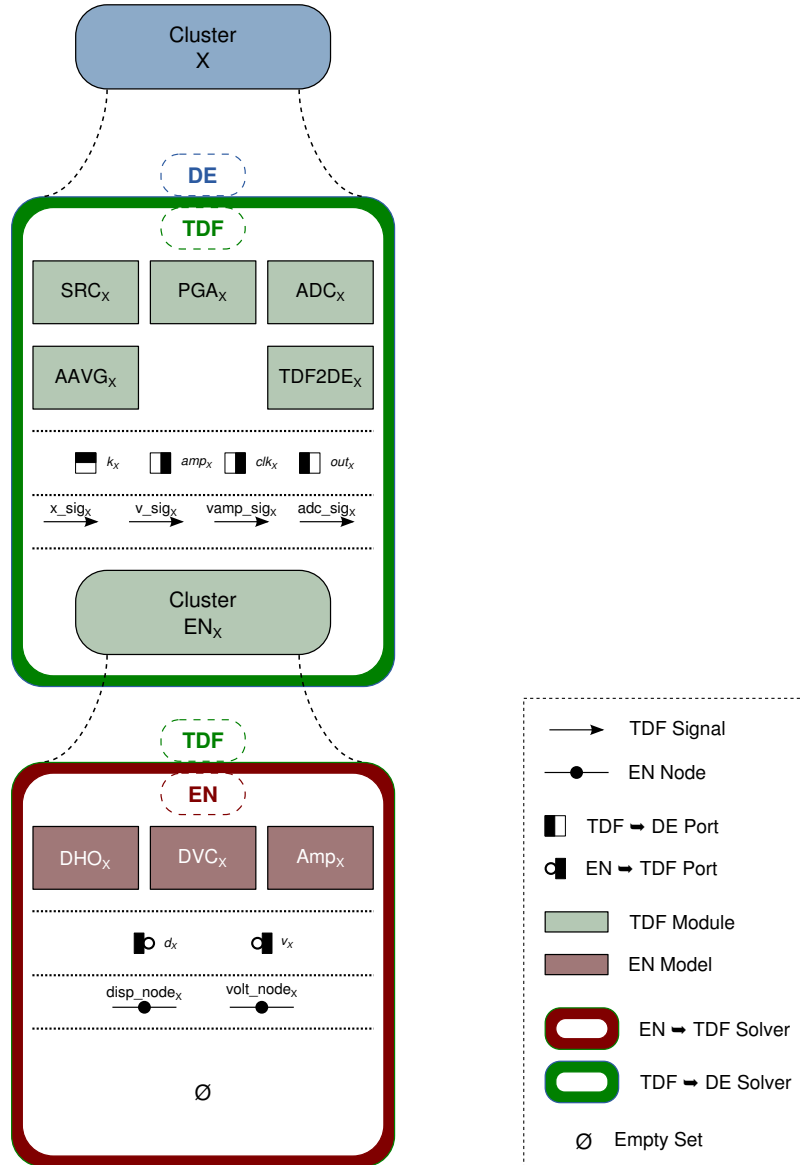 Cluster
X
DE
TDF
SRCX PGAX ADCX
AAVGX TDF2DEX
kx ampx clkx outx
x_sigX v_sigX vamp_sigX adc_sigX
Cluster
ENX
TDF
EN
DHOX DVCX AmpX
dx vx
disp_nodeX volt_nodeX
Ø
TDF Signal
EN Node
TDF ➥ DE Port
EN ➥ TDF Port
TDF Module
EN Model
EN ➥ TDF Solver
TDF ➥ DE Solver
Ø Empty Set